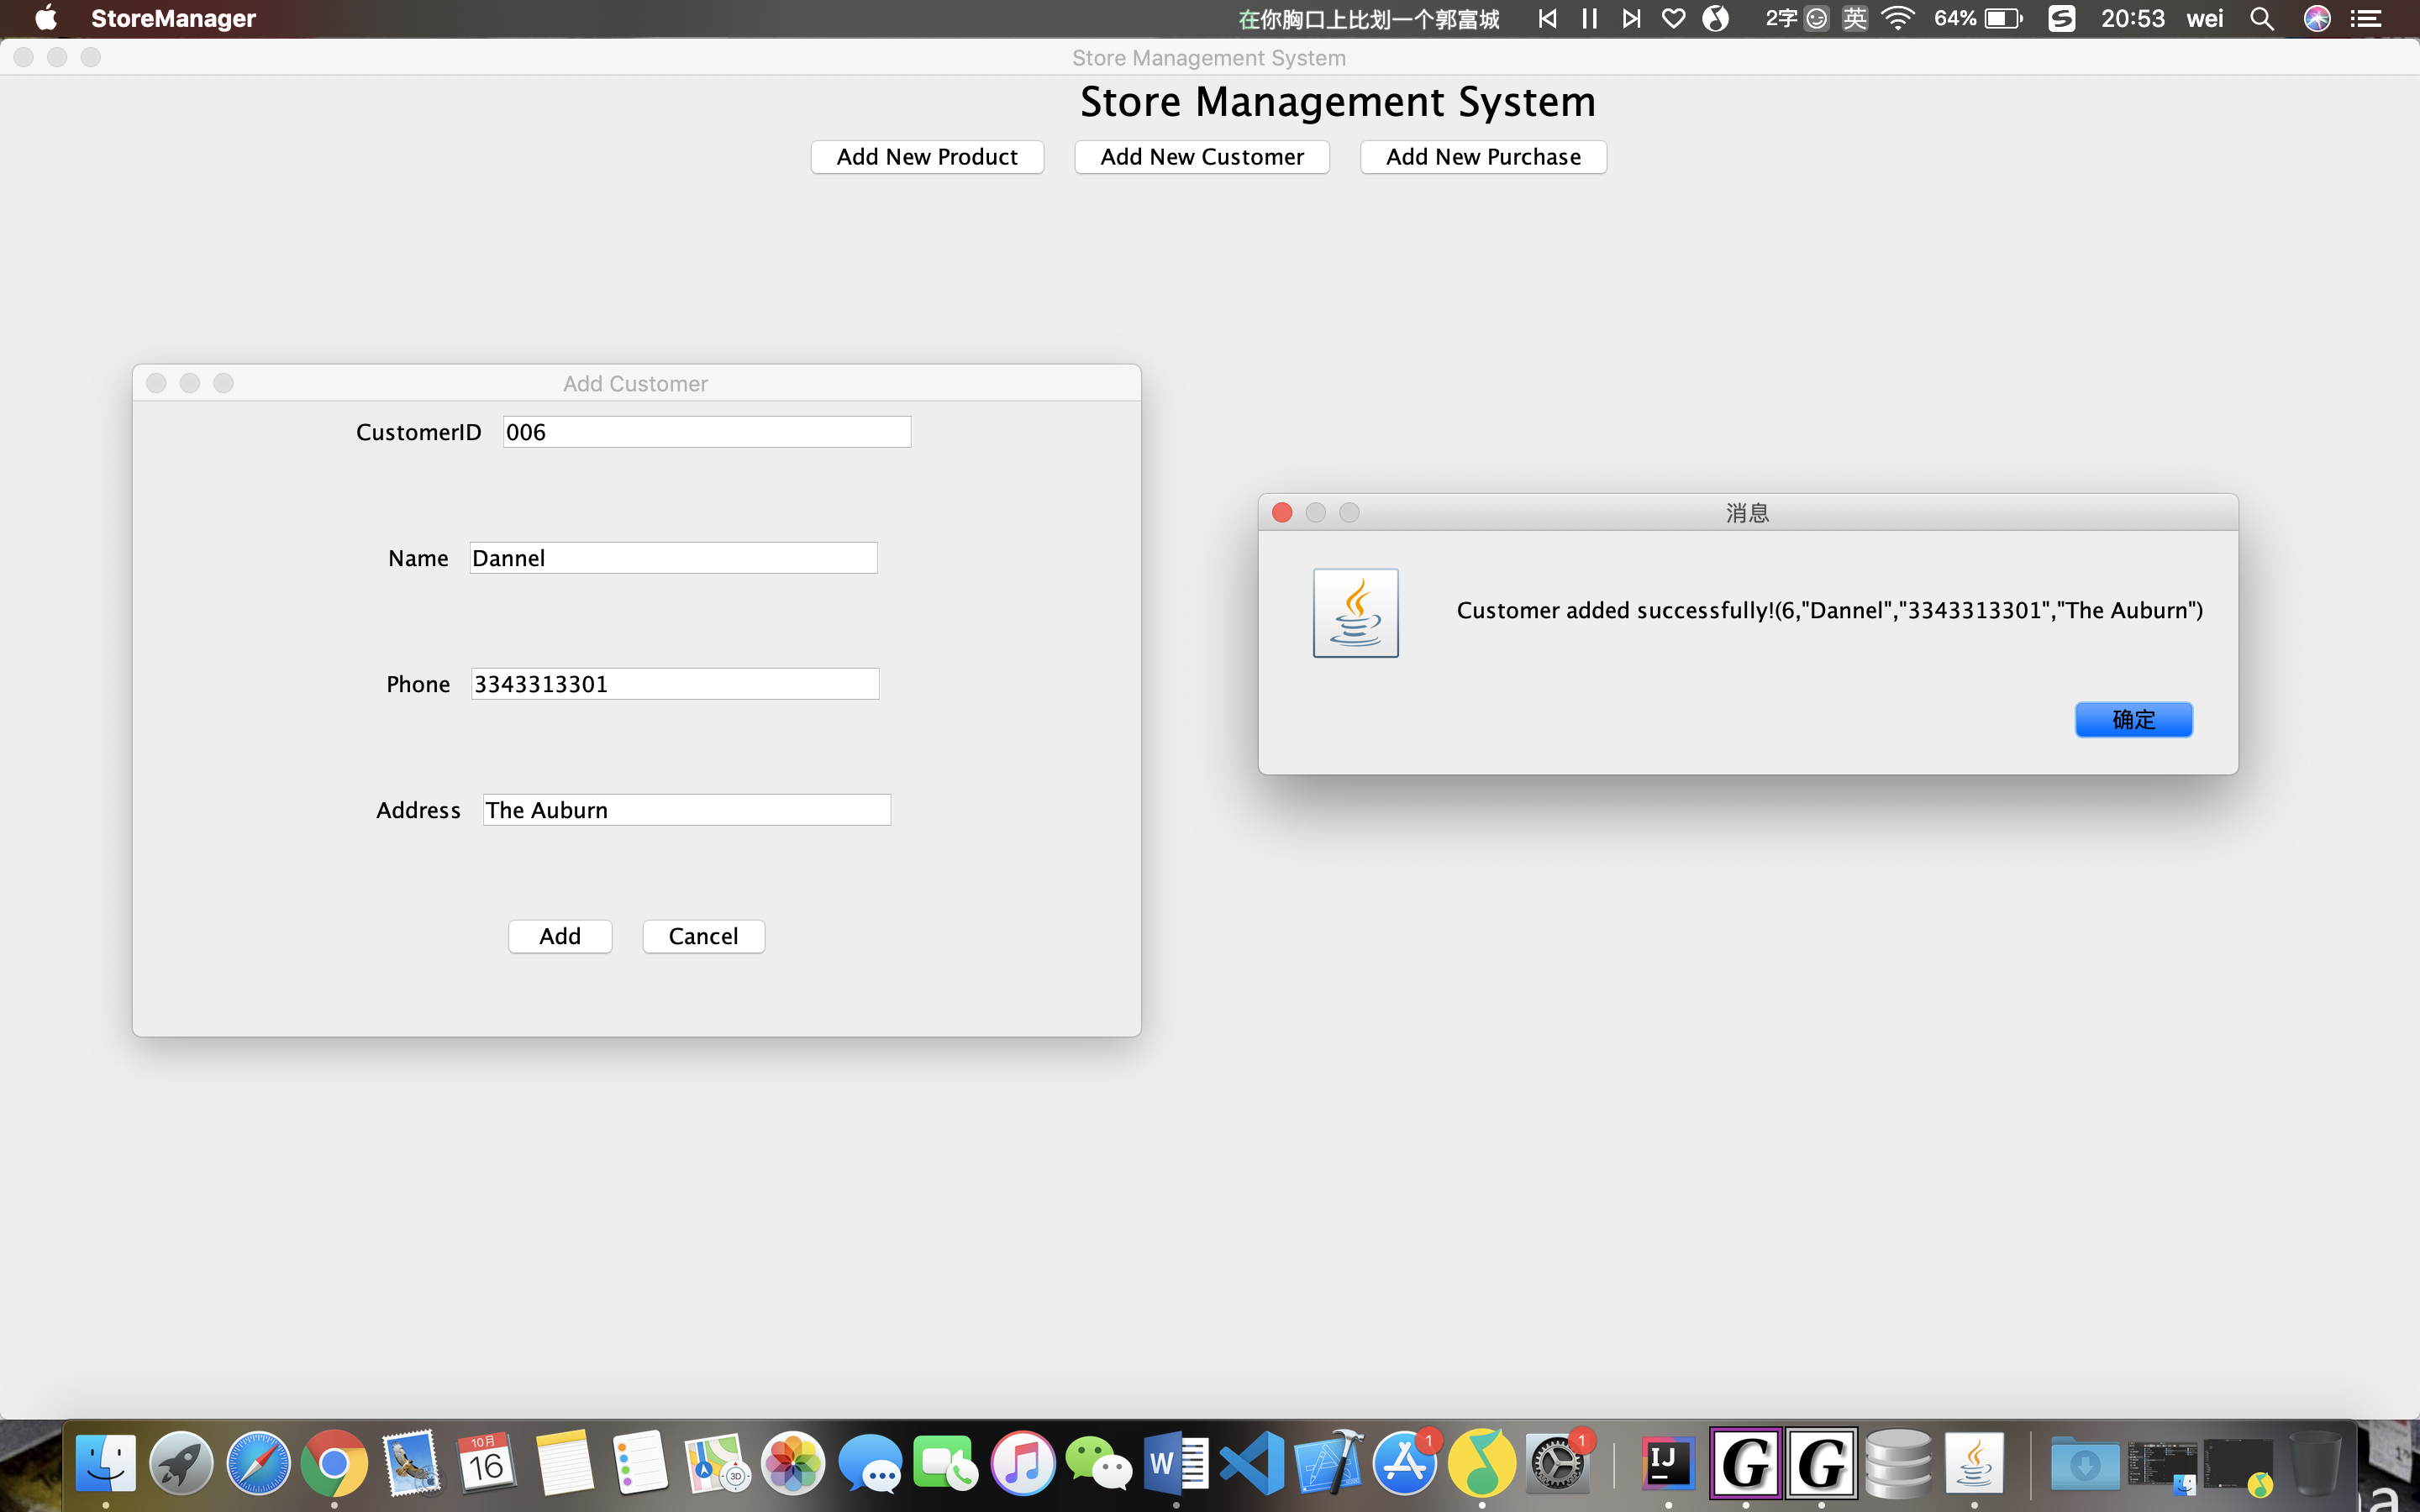 StoreManager
在你胸口上比划一个郭富城
2字
英
64%
20:53
wei
Store Management System
Store Management System
Add New Product
Add New Customer
Add New Purchase
Add Customer
CustomerID
006
Name
Dannel
Phone
3343313301
Address
The Auburn
Add
Cancel
消息
Customer added successfully!(6,"Dannel","3343313301","The Auburn")
确定
10月
16
3D
W
1
1
IJ
G
G